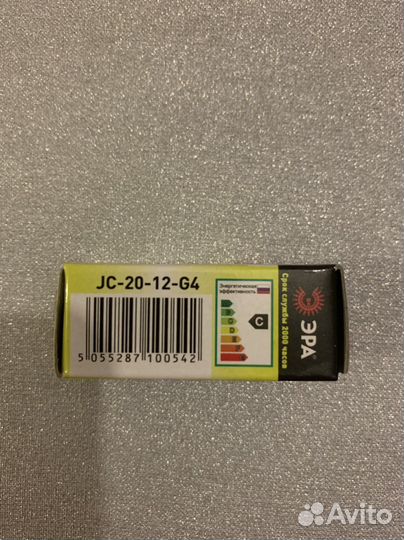 JC-20-12-G4
5 055287 100542
Энергетическая
эффективность
C
Срок службы 2000 часов
ЭРА
Avito